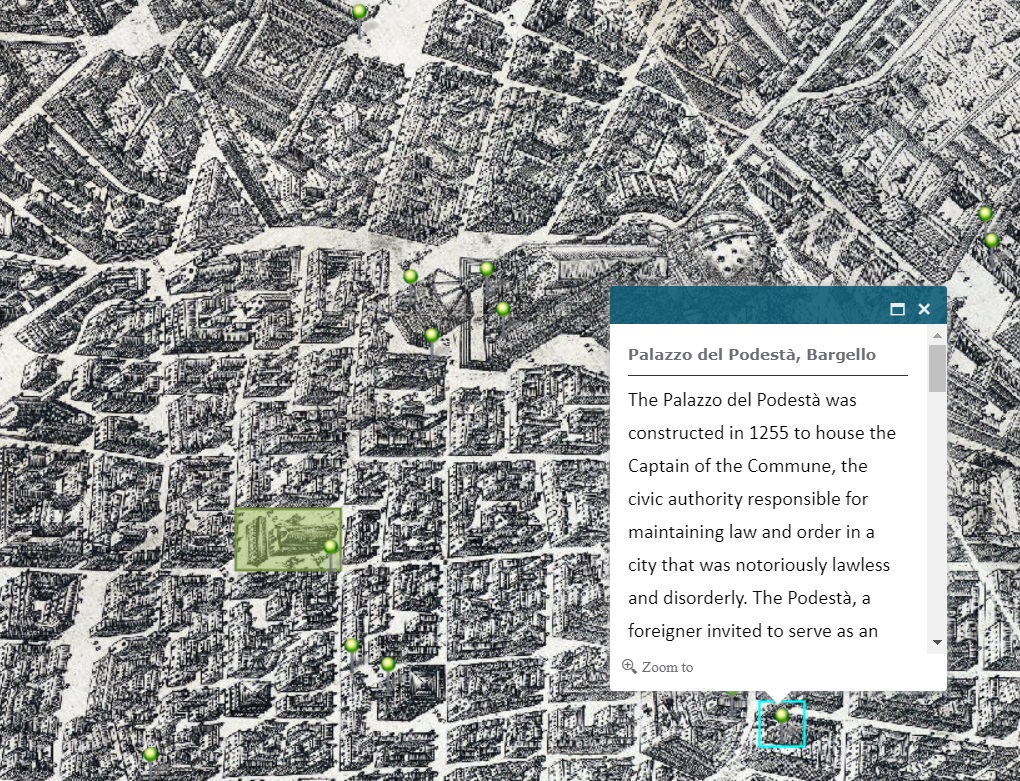 Palazzo del Podestà, Bargello
The Palazzo del Podestà was
constructed in 1255 to house the
Captain of the Commune, the
civic authority responsible for
maintaining law and order in a
city that was notoriously lawless
and disorderly. The Podestà, a
foreigner invited to serve as an
Zoom to